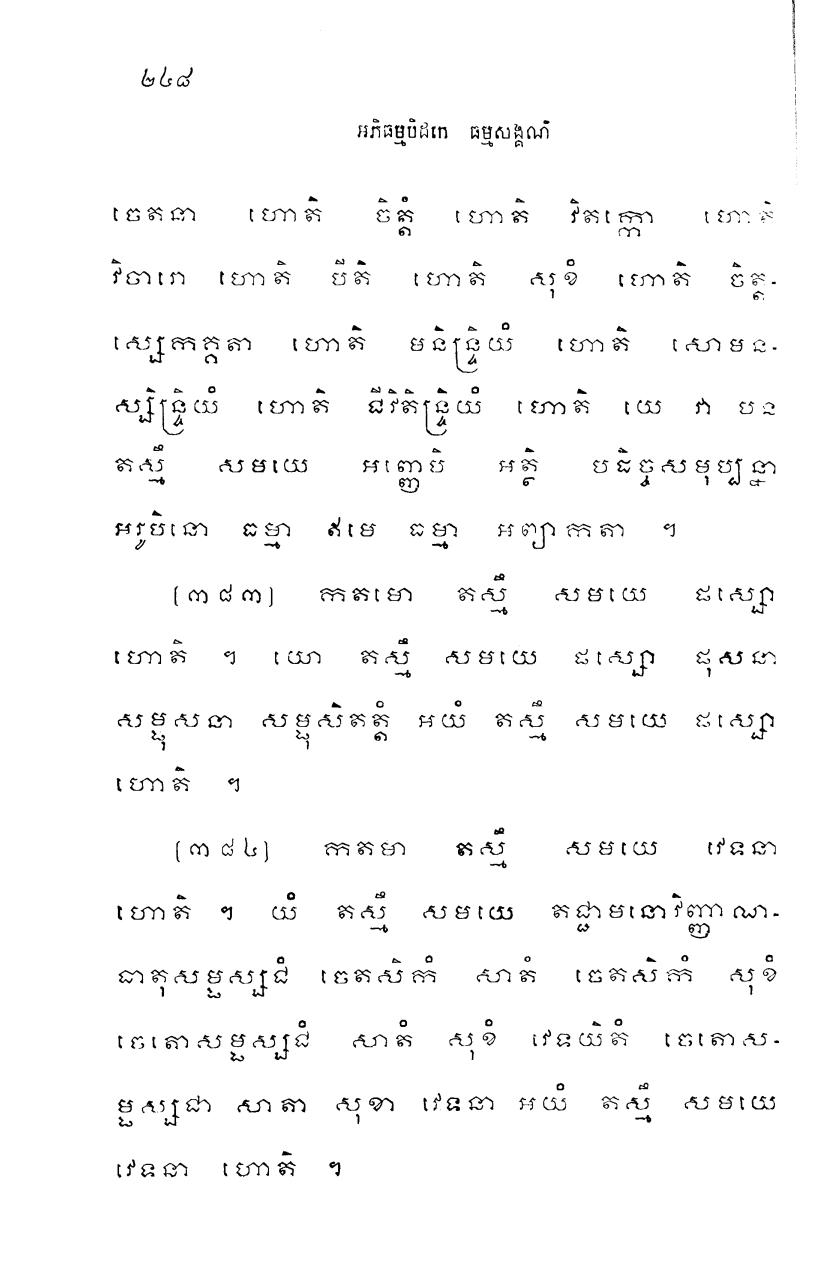 ២៤៨
អភិធម្មបិដកេ ធម្មសង្គណី
ចេតនា ហោតិ ចិត្តំ ហោតិ វិតក្កោ ហោតិ
វិចារោ ហោតិ បីតិ ហោតិ សុខំ ហោតិ ចិត្ត-
ស្សេកគ្គតា ហោតិ មនិន្ទ្រិយំ ហោតិ សោមន-
ស្សិន្ទ្រិយំ ហោតិ ជីវិតិន្ទ្រិយំ ហោតិ យេ វា បន
តស្មឹ សមយេ អញ្ញេបិ អត្ថិ បដិច្ចសមុប្បន្នា
អរូបិនោ ធម្មា ឥមេ ធម្មា អព្យាកតា ។
(៣៨៣) កតមោ តស្មឹ សមយេ ផស្សោ
ហោតិ ។ យោ តស្មឹ សមយេ ផស្សោ ផុសនា
សម្ផុសនា សម្ផុសិតត្តំ អយំ តស្មឹ សមយេ ផស្សោ
ហោតិ ។
(៣៨៤) កតមា តស្មឹ សមយេ វេទនា
ហោតិ ។ យំ តស្មឹ សមយេ តជ្ជាមនោវិញ្ញាណ-
ធាតុសម្ផស្សជំ ចេតសិកំ សាតំ ចេតសិកំ សុខំ
ចេតោសម្ផស្សជំ សាតំ សុខំ វេទយិតំ ចេតោស-
ម្ផស្សជា សាតា សុខា វេទនា អយំ តស្មឹ សមយេ
វេទនា ហោតិ ។